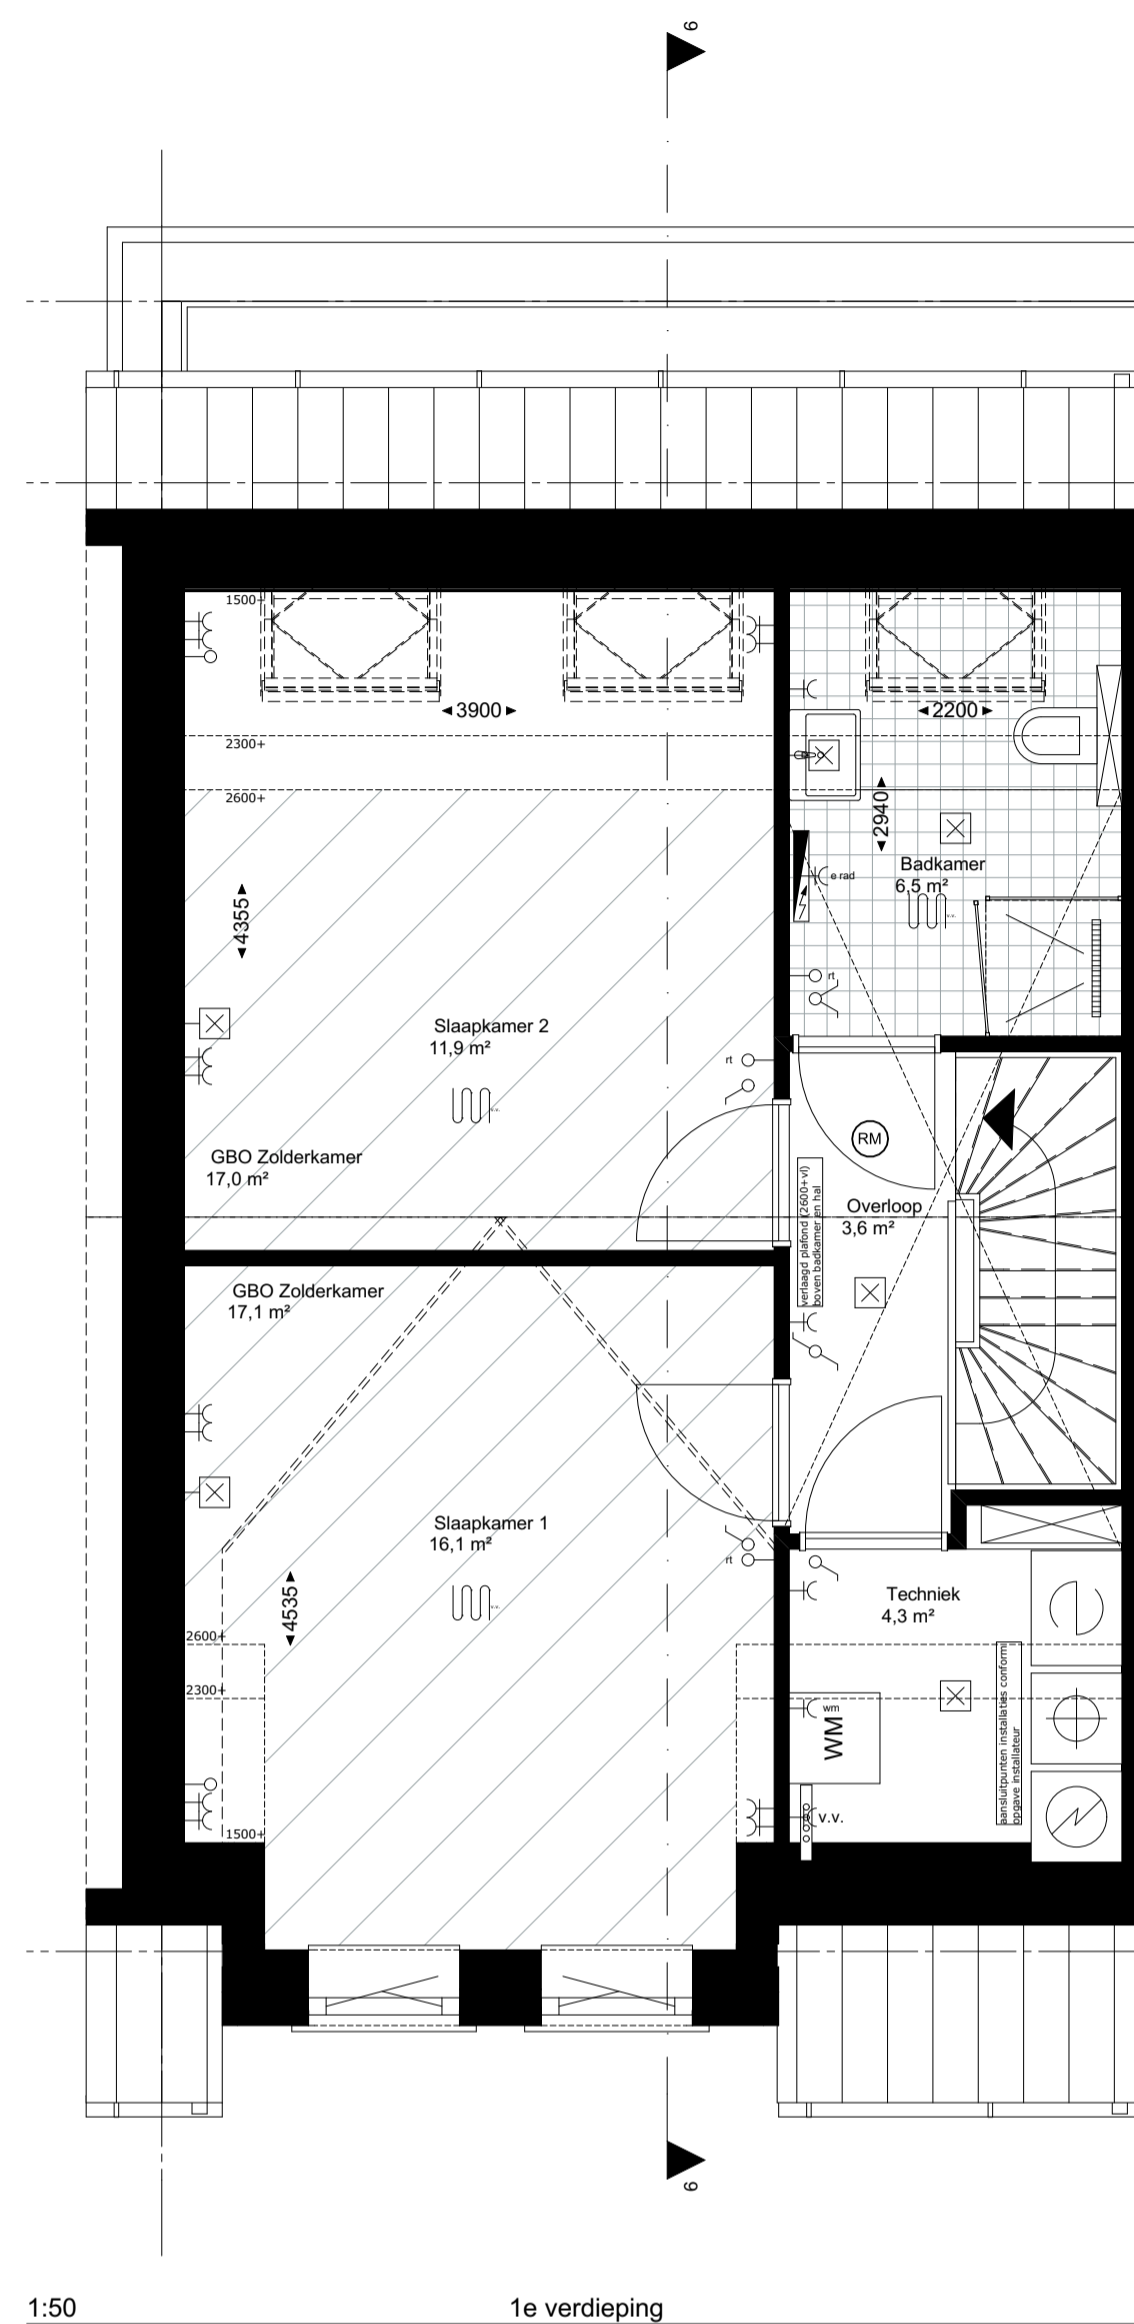 6
1500+
3900
2200
2300+
2600+
2940
Badkamer
6,5 m²
e rad
v.v.
4355
rt
Slaapkamer 2
11,9 m²
rt
v.v.
RM
GBO Zolderkamer
17,0 m²
verlaagd plafond (2600+vl)
boven badkamer en hal
Overloop
3,6 m²
GBO Zolderkamer
17,1 m²
Slaapkamer 1
16,1 m²
rt
v.v.
4535
Techniek
4,3 m²
2600+
2300+
wm
WM
aansluitpunten installaties conform
opgave installateur
v.v.
1500+
6
1:50
1e verdieping